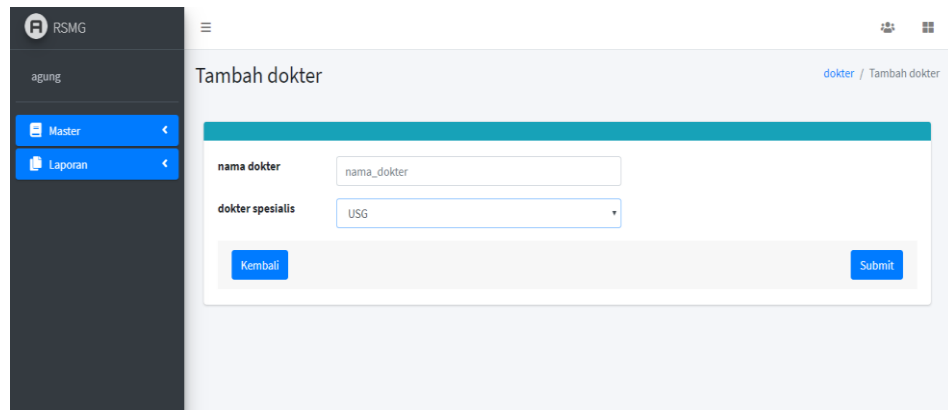 RSMG
agung
Master
Laporan
Tambah dokter
dokter / Tambah dokter
nama dokter
nama_dokter
dokter spesialis
USG
Kembali
Submit